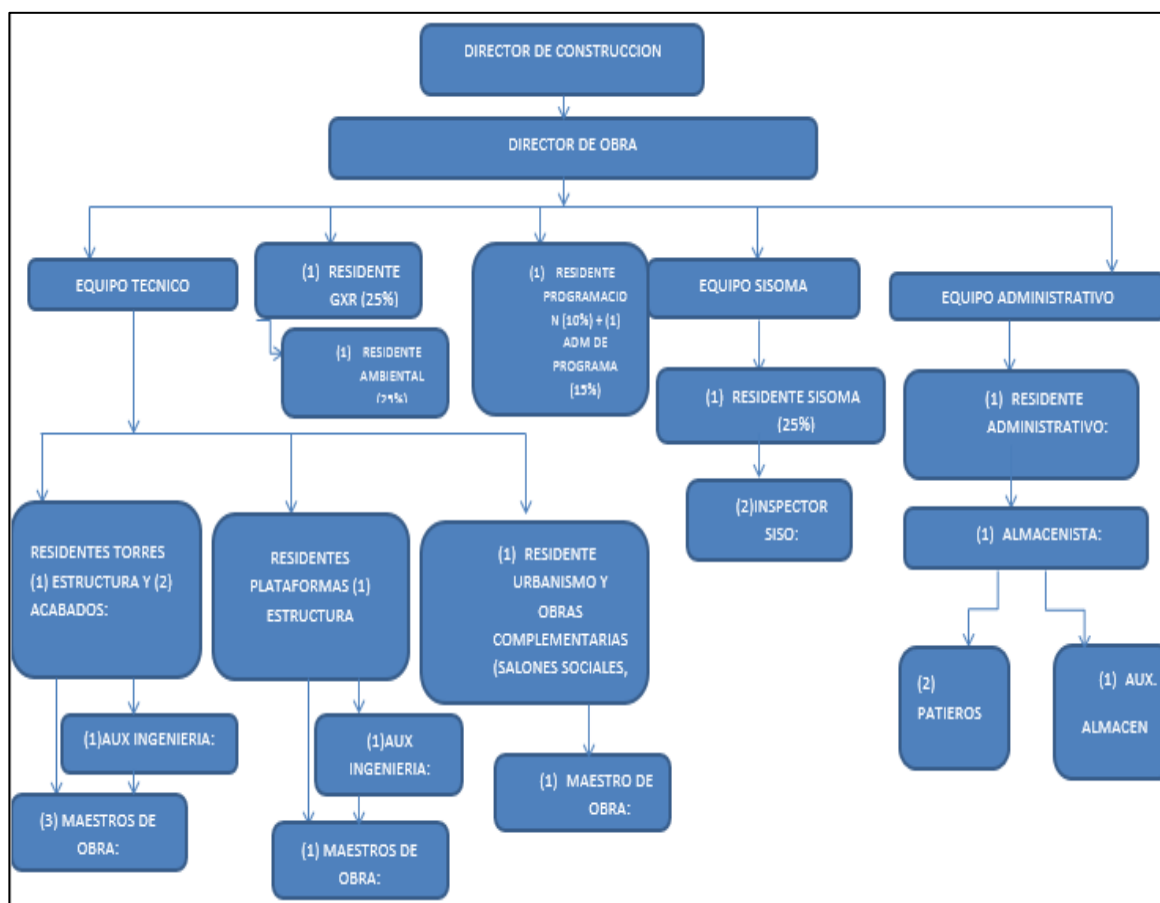 DIRECTOR DE CONSTRUCCION
DIRECTOR DE OBRA
EQUIPO TECNICO
(1) RESIDENTE
GXR (25%)
(1) RESIDENTE
AMBIENTAL
(25%)
(1) RESIDENTE
PROGRAMACIO
N (10%) + (1)
ADM DE
PROGRAMA
(15%)
EQUIPO SISOMA
(1) RESIDENTE SISOMA
(25%)
(2)INSPECTOR
SISO:
EQUIPO ADMINISTRATIVO
(1) RESIDENTE
ADMINISTRATIVO:
(1) ALMACENISTA:
(2)
PATIEROS
(1) AUX.
ALMACEN
RESIDENTES TORRES
(1) ESTRUCTURA Y (2)
ACABADOS:
(1)AUX INGENIERIA:
(3) MAESTROS DE
OBRA:
RESIDENTES
PLATAFORMAS (1)
ESTRUCTURA
(1)AUX
INGENIERIA:
(1) MAESTROS DE
OBRA:
(1) RESIDENTE
URBANISMO Y
OBRAS
COMPLEMENTARIAS
(SALONES SOCIALES,
(1) MAESTRO DE
OBRA: